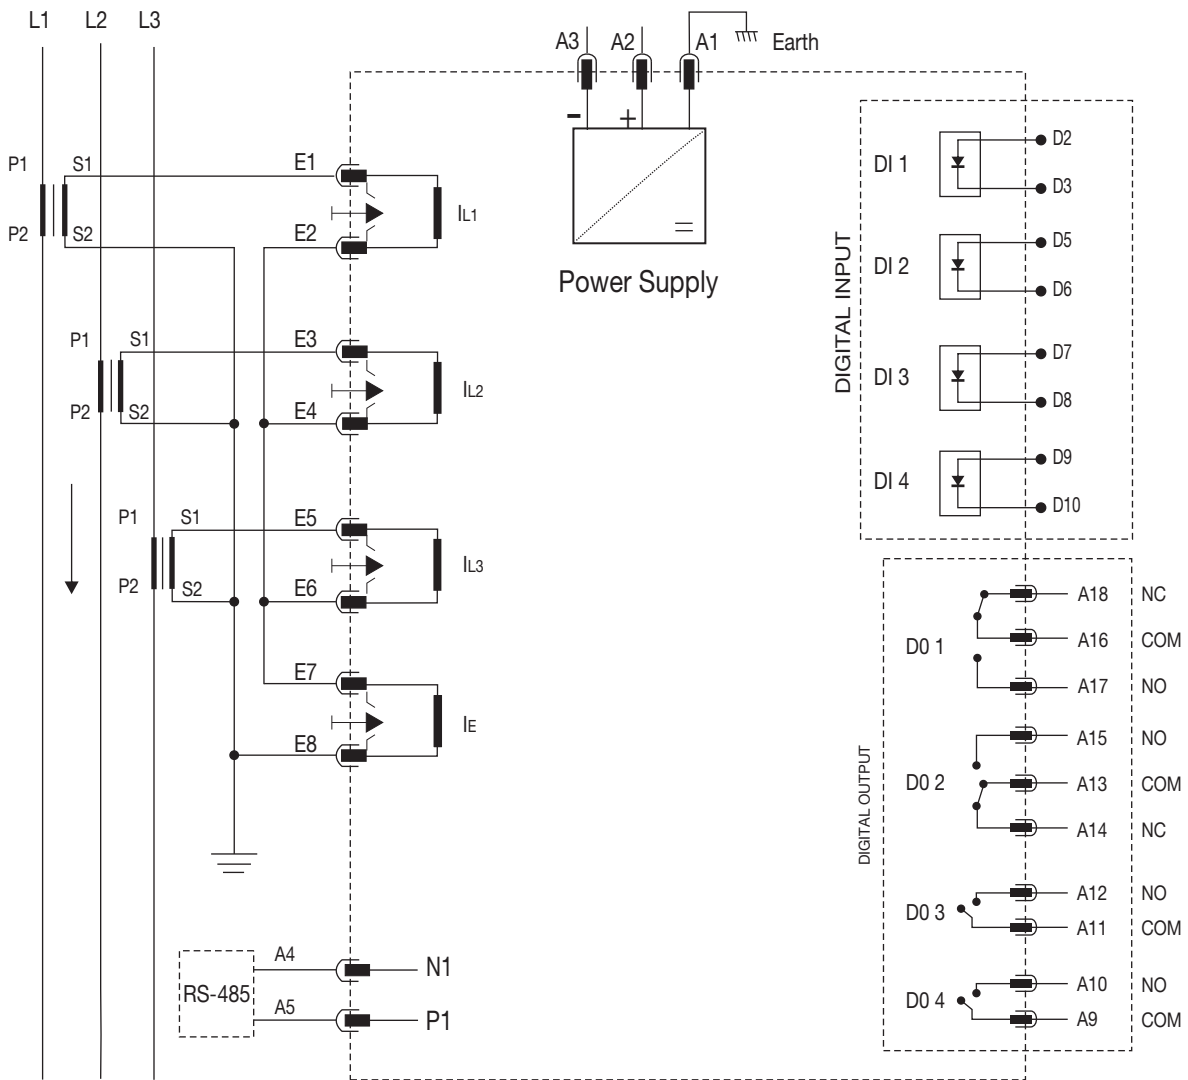 L1 L2 L3
A3 A2 A1 Earth
- +
Power Supply
P1 S1 E1
P2 S2 E2
IL1
P1 S1 E3
P2 S2 E4
IL2
P1 S1 E5
P2 S2 E6
IL3
E7
E8
IE
RS-485
A4 N1
A5 P1
DIGITAL INPUT
DI 1 D2
D3
DI 2 D5
D6
DI 3 D7
D8
DI 4 D9
D10
DIGITAL OUTPUT
D0 1
A18 NC
A16 COM
A17 NO
D0 2
A15 NO
A13 COM
A14 NC
D0 3
A12 NO
A11 COM
D0 4
A10 NO
A9 COM